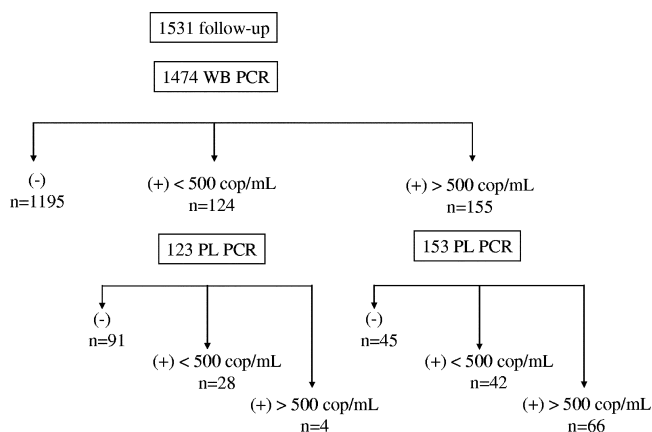 1531 follow-up
1474 WB PCR
(-)
n=1195
(+) < 500 cop/mL
n=124
(+) > 500 cop/mL
n=155
123 PL PCR
153 PL PCR
(-)
n=91
(+) < 500 cop/mL
n=28
(+) > 500 cop/mL
n=4
(-)
n=45
(+) < 500 cop/mL
n=42
(+) > 500 cop/mL
n=66